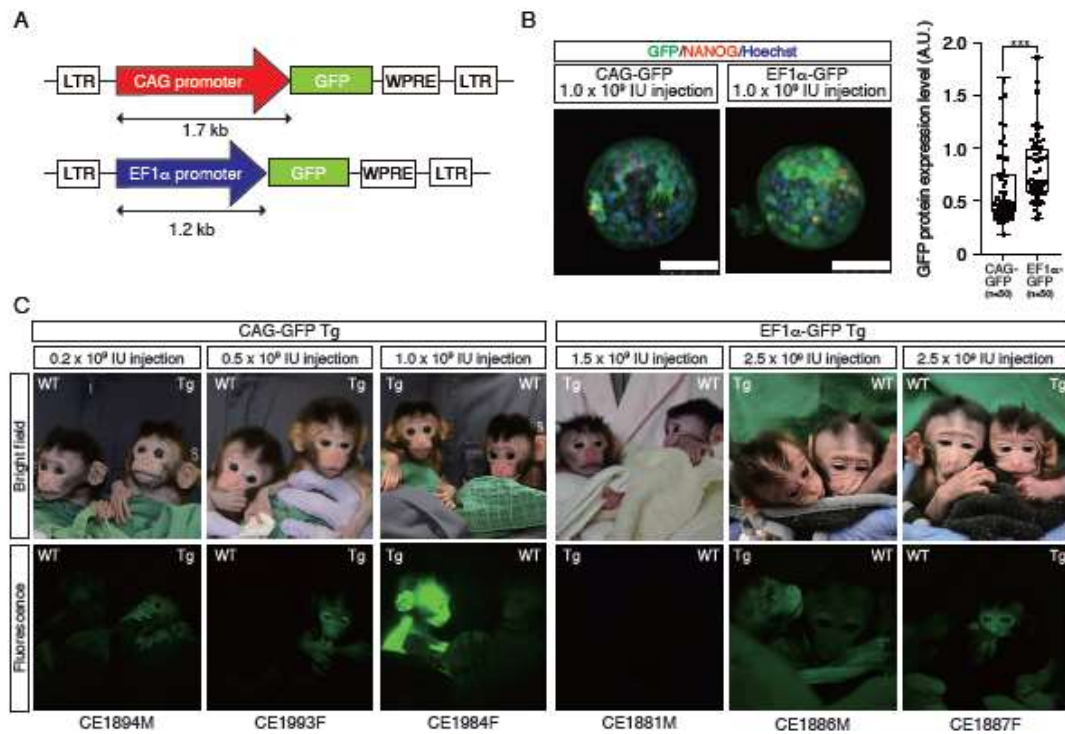 A
LTR CAG promoter GFP WPRE LTR
1.7 kb
LTR EF1α promoter GFP WPRE LTR
1.2 kb
B
GFP/NANOG/Hoechst
CAG-GFP
1.0 x 10⁹ IU injection
EF1α-GFP
1.0 x 10⁹ IU injection
GFP protein expression level (A.U.)
***
2.0
1.5
1.0
0.5
0
CAG-
GFP
(n=50)
EF1α-
GFP
(n=50)
C
CAG-GFP Tg
EF1α-GFP Tg
0.2 x 10⁹ IU injection
0.5 x 10⁹ IU injection
1.0 x 10⁹ IU injection
1.5 x 10⁹ IU injection
2.5 x 10⁹ IU injection
2.5 x 10⁹ IU injection
Bright field
WT Tg
WT Tg
Tg WT
Tg WT
Tg WT
WT Tg
Fluorescence
WT Tg
WT Tg
Tg WT
Tg WT
Tg WT
WT Tg
CE1894M
CE1993F
CE1984F
CE1881M
CE1886M
CE1887F